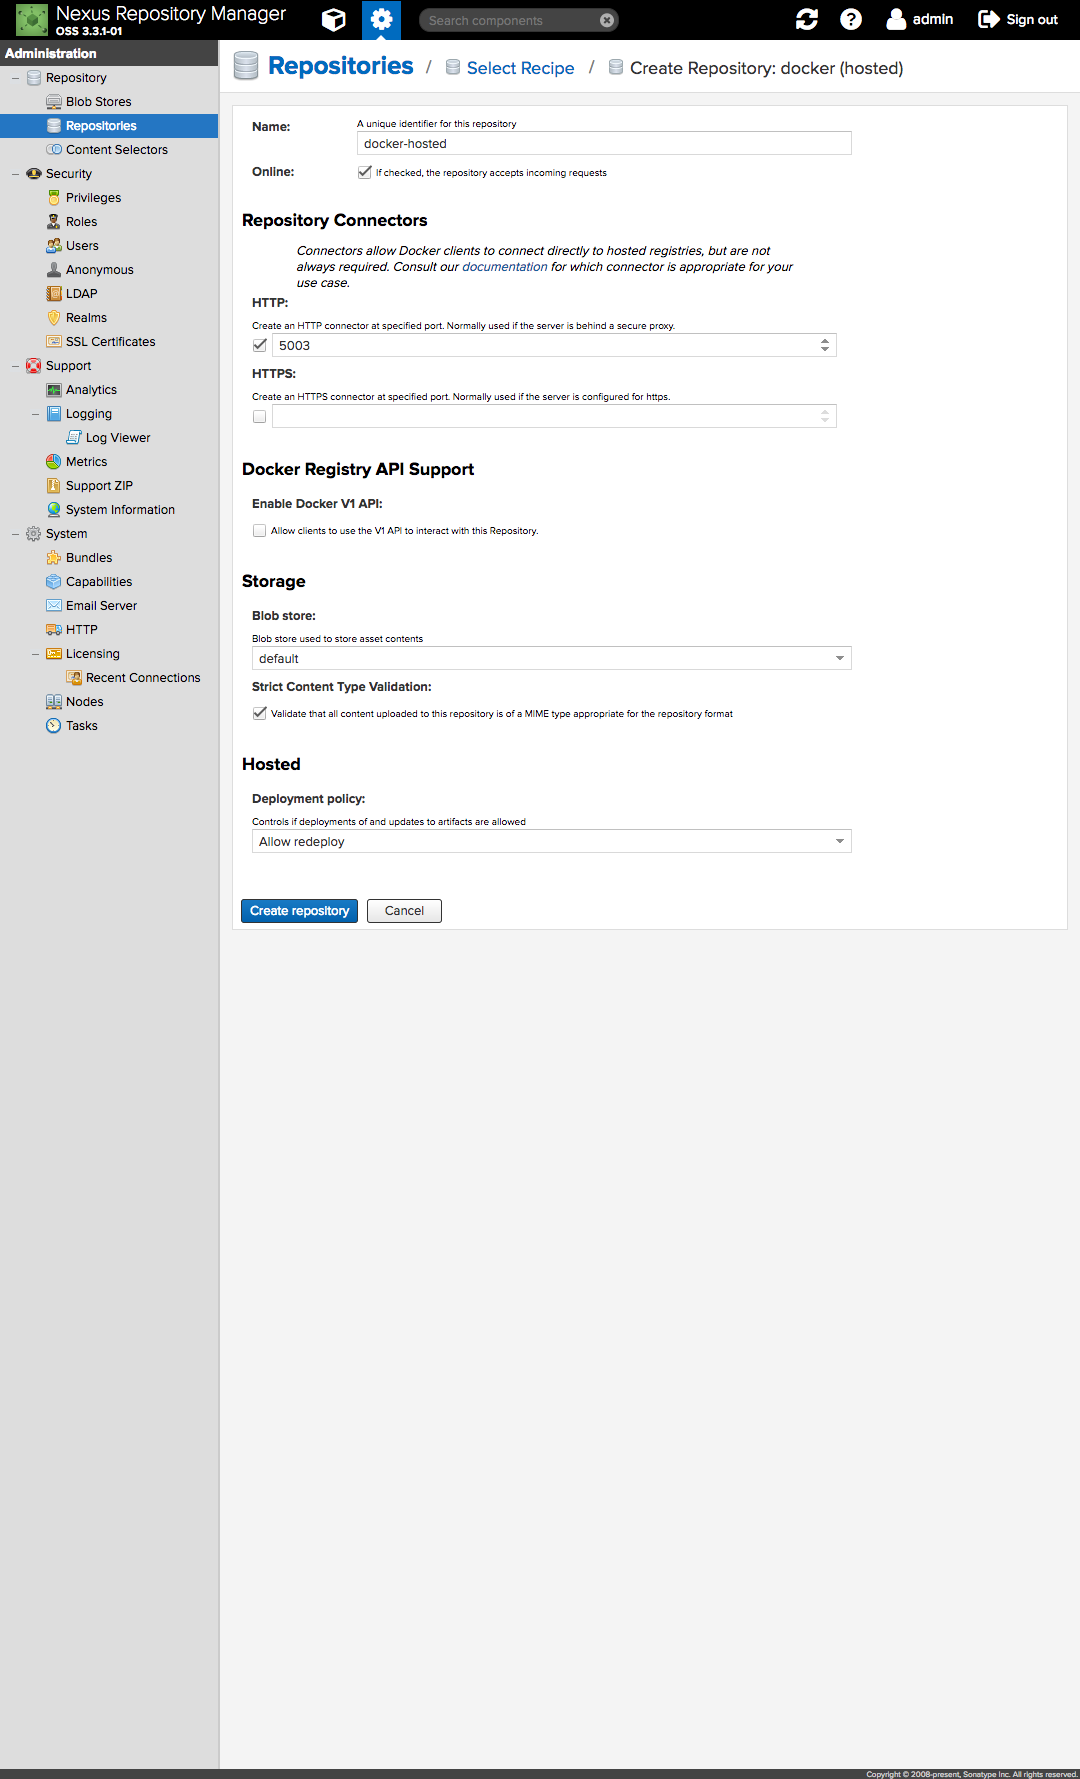 Nexus Repository Manager
OSS 3.3.1-01
Search components
admin
Sign out
Administration
Repository
Blob Stores
Repositories
Content Selectors
Security
Privileges
Roles
Users
Anonymous
LDAP
Realms
SSL Certificates
Support
Analytics
Logging
Log Viewer
Metrics
Support ZIP
System Information
System
Bundles
Capabilities
Email Server
HTTP
Licensing
Recent Connections
Nodes
Tasks
Repositories / Select Recipe / Create Repository: docker (hosted)
Name:
A unique identifier for this repository
docker-hosted
Online:
If checked, the repository accepts incoming requests
Repository Connectors
Connectors allow Docker clients to connect directly to hosted registries, but are not
always required. Consult our documentation for which connector is appropriate for your
use case.
HTTP:
Create an HTTP connector at specified port. Normally used if the server is behind a secure proxy.
5003
HTTPS:
Create an HTTPS connector at specified port. Normally used if the server is configured for https.
Docker Registry API Support
Enable Docker V1 API:
Allow clients to use the V1 API to interact with this Repository.
Storage
Blob store:
Blob store used to store asset contents
default
Strict Content Type Validation:
Validate that all content uploaded to this repository is of a MIME type appropriate for the repository format
Hosted
Deployment policy:
Controls if deployments of and updates to artifacts are allowed
Allow redeploy
Create repository
Cancel
Copyright © 2008-present, Sonatype Inc. All rights reserved.